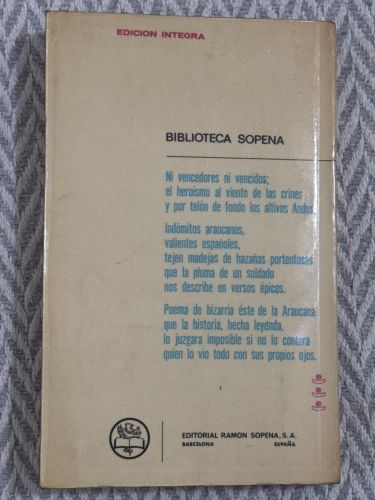 EDICION INTEGRA
BIBLIOTECA SOPENA
Ni vencedores ni vencidos;
el heroísmo al viento de las crines
y por telón de fondo los altivos Andes
Indómitos araucanos,
valientes españoles,
tejen madejas de hazañas portentosas
que la pluma de un soldado
nos describe en versos épicos.
Poema de bizarría éste de la Araucana
que la historia, hecha leyenda,
lo juzgara imposible si no lo contara
quien lo vio todo con sus propios ojos.
EDITORIAL RAMON SOPENA, S. A.
BARCELONA ESPAÑA